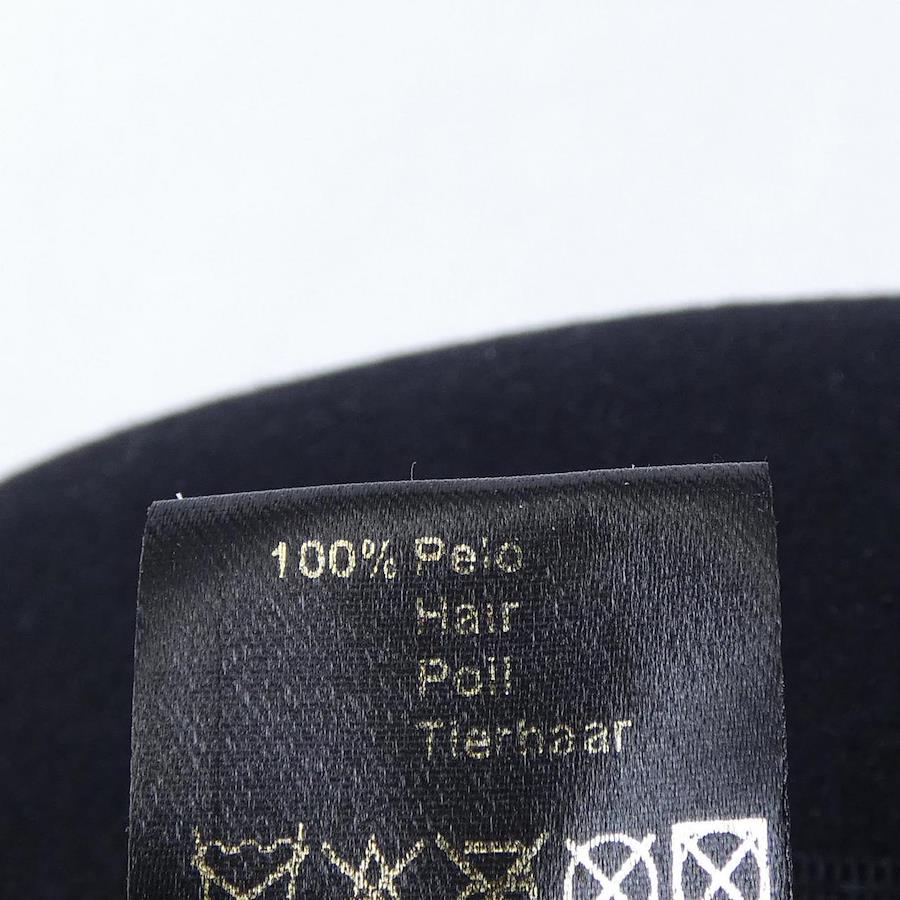 100% Pelo
Hair
Poil
Tierhaar